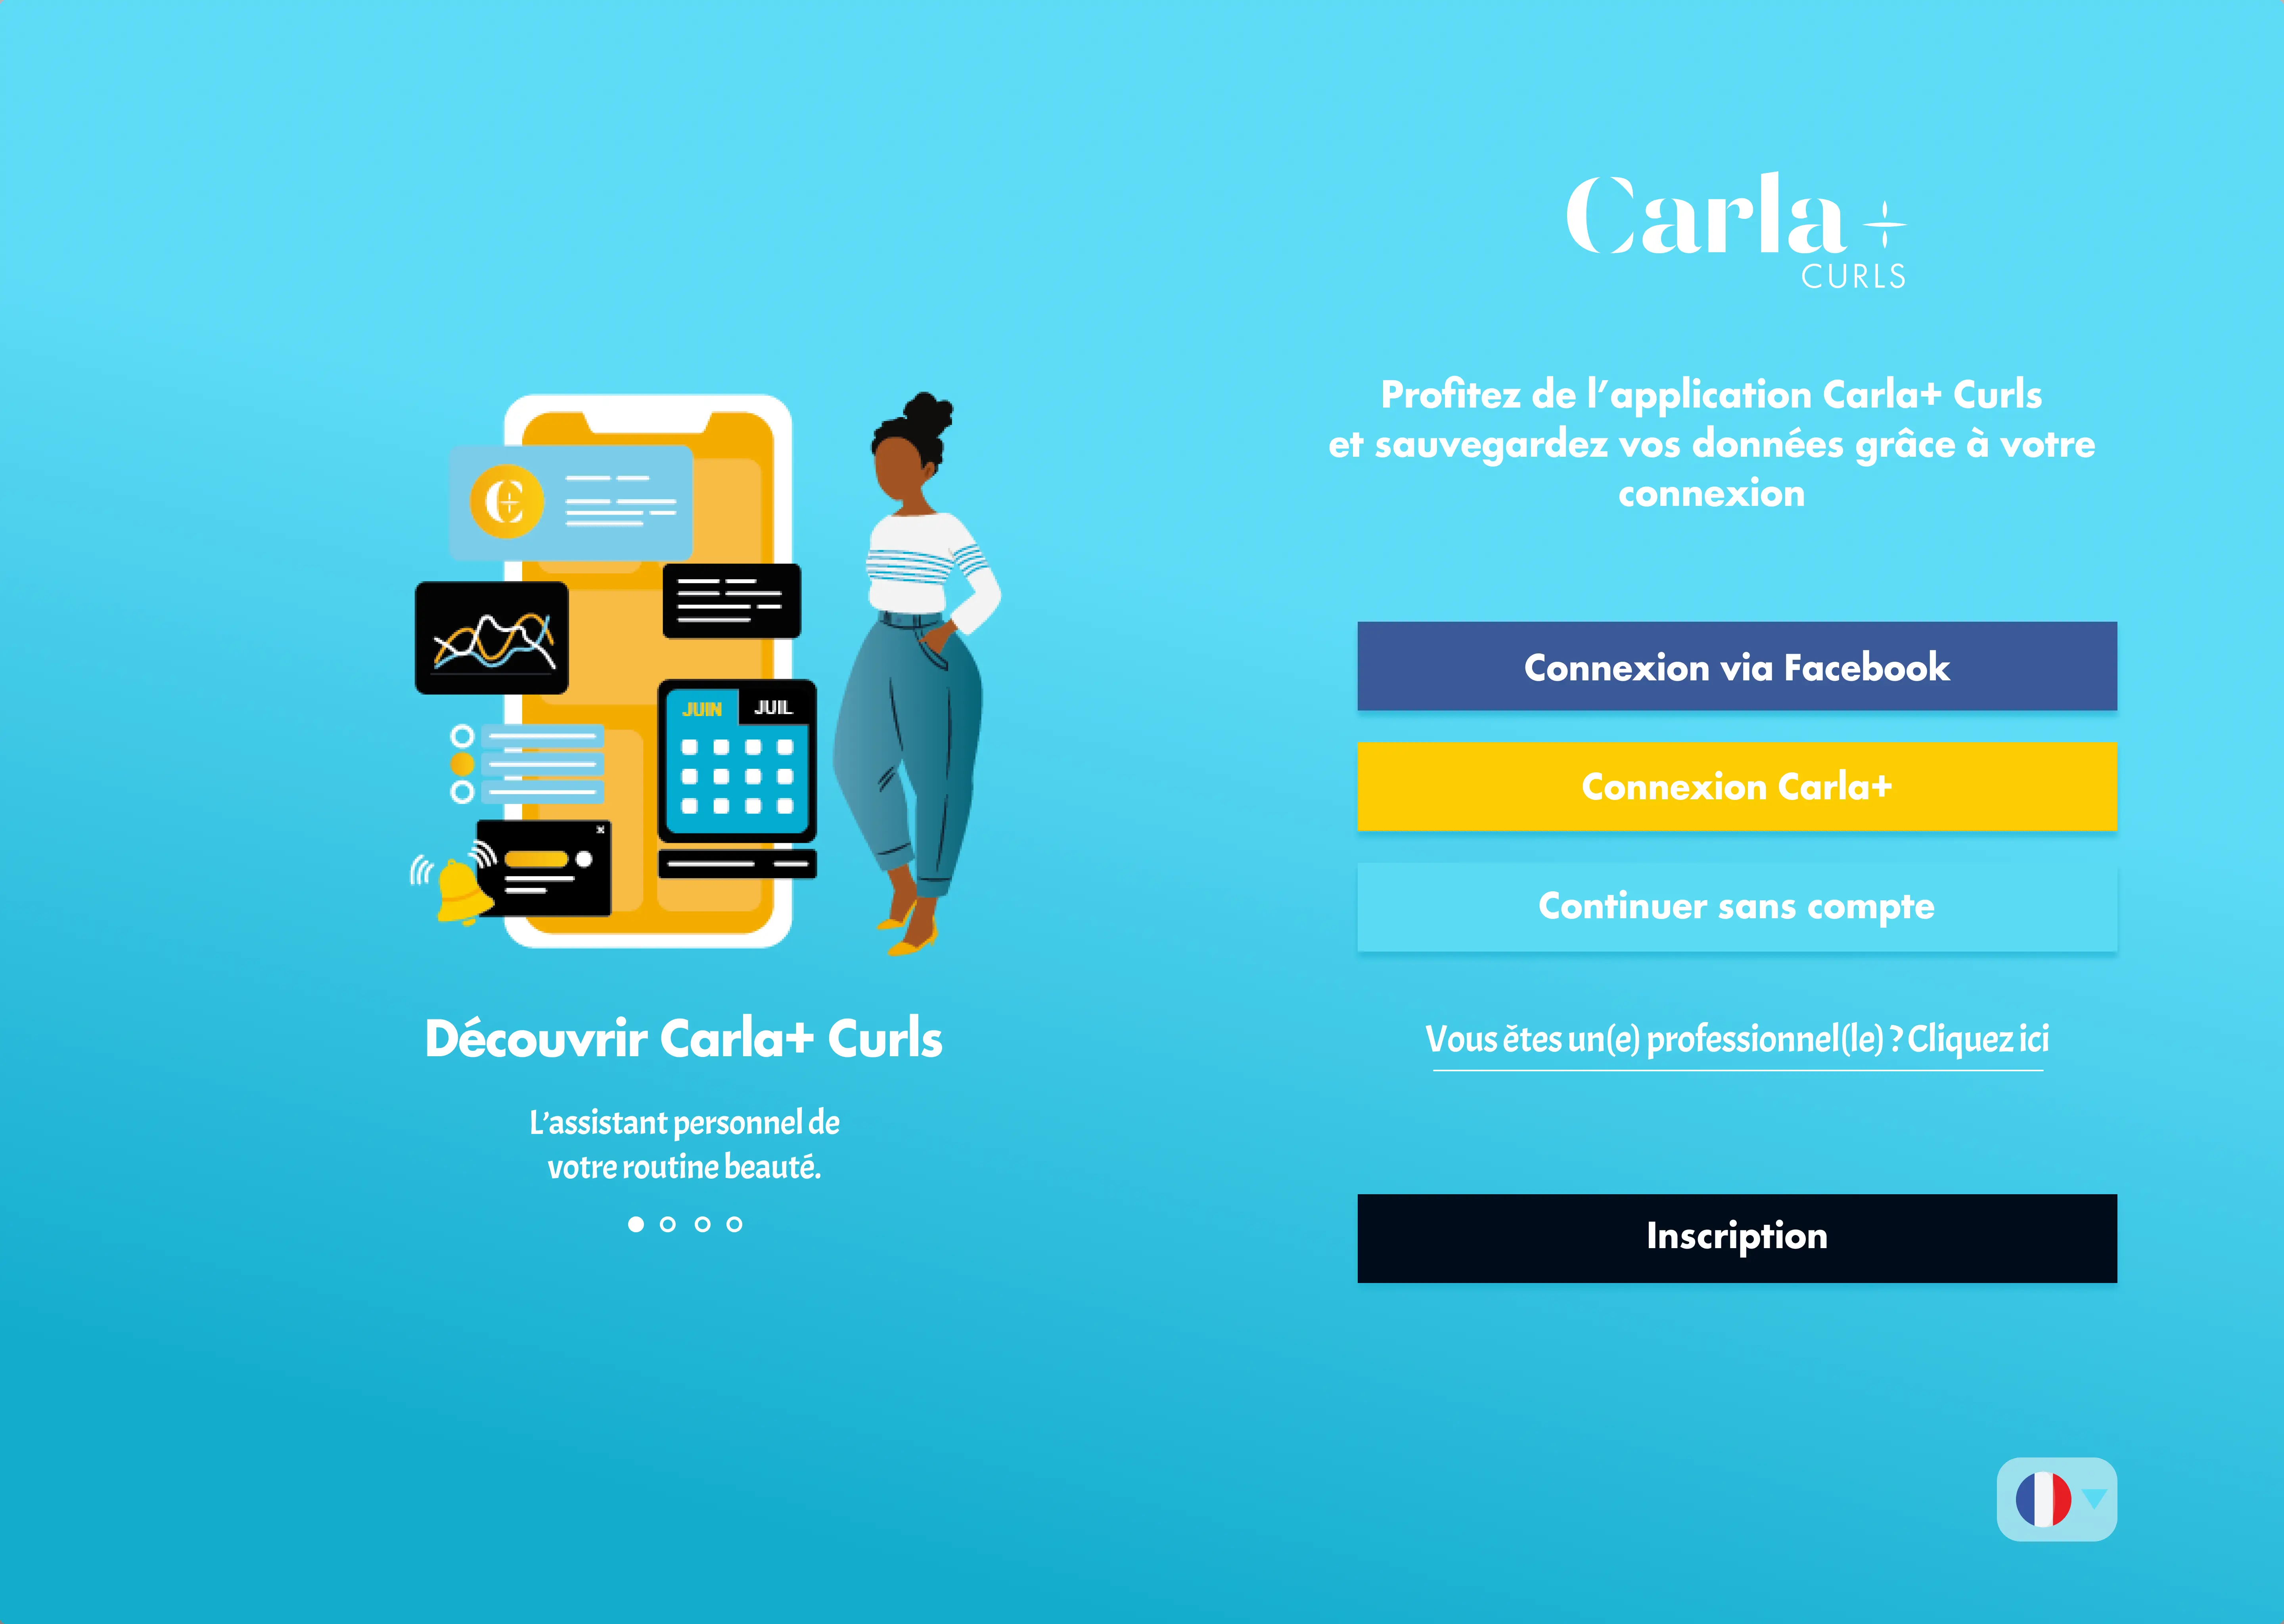 JUIN JUIL
Découvrir Carla+ Curls
L’assistant personnel de
votre routine beauté.
Carla+
CURLS
Profitez de l’application Carla+ Curls
et sauvegardez vos données grâce à votre
connexion
Connexion via Facebook
Connexion Carla+
Continuer sans compte
Vous êtes un(e) professionnel(le) ? Cliquez ici
Inscription